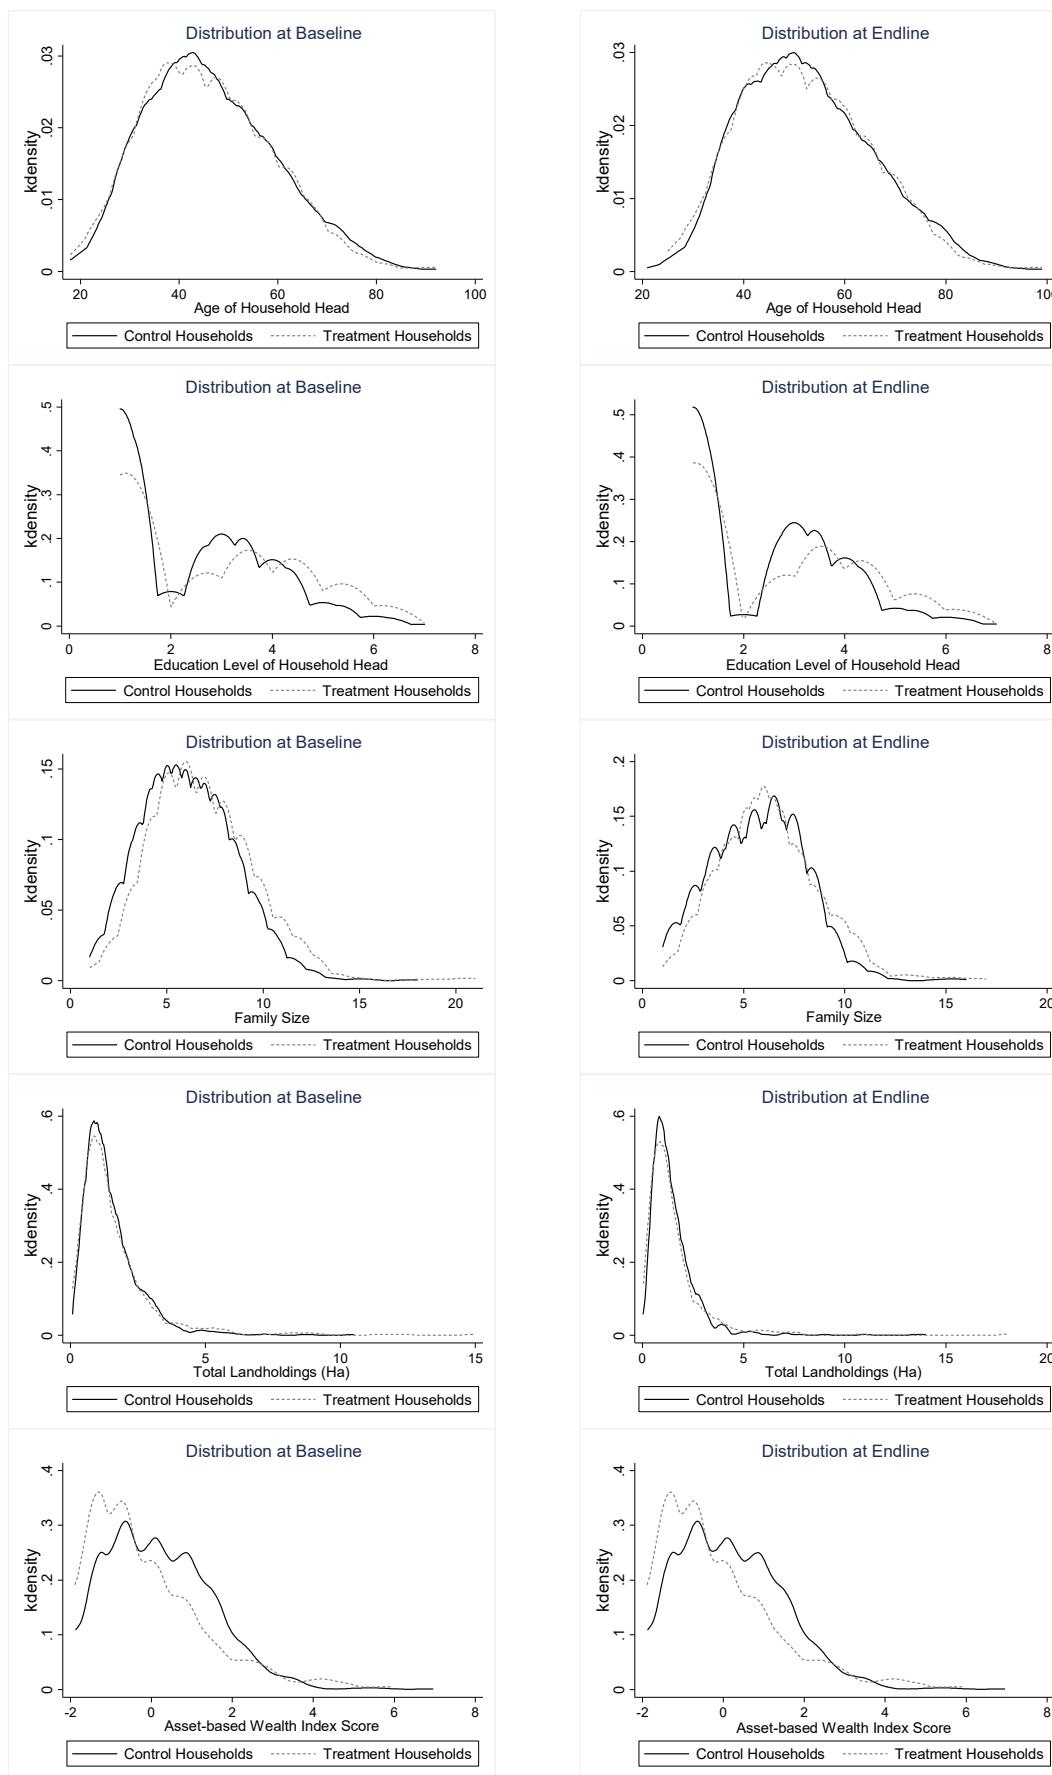 Distribution at Baseline
kdensity
0 .01 .02 .03
20 40 60 80 100
Age of Household Head
Control Households Treatment Households
Distribution at Endline
kdensity
0 .01 .02 .03
20 40 60 80
Age of Household Head
Control Households Treatment Households
Distribution at Baseline
kdensity
0 .1 .2 .3 .4 .5
0 2 4 6 8
Education Level of Household Head
Control Households Treatment Households
Distribution at Endline
kdensity
0 .1 .2 .3 .4 .5
0 2 4 6 8
Education Level of Household Head
Control Households Treatment Households
Distribution at Baseline
kdensity
0 .05 .1 .15
0 5 10 15 20
Family Size
Control Households Treatment Households
Distribution at Endline
kdensity
0 .05 .1 .15 .2
0 5 10 15 20
Family Size
Control Households Treatment Households
Distribution at Baseline
kdensity
0 .2 .4 .6
0 5 10 15
Total Landholdings (Ha)
Control Households Treatment Households
Distribution at Endline
kdensity
0 .2 .4 .6
0 5 10 15 20
Total Landholdings (Ha)
Control Households Treatment Households
Distribution at Baseline
kdensity
0 .1 .2 .3 .4
-2 0 2 4 6 8
Asset-based Wealth Index Score
Control Households Treatment Households
Distribution at Endline
kdensity
0 .1 .2 .3 .4
-2 0 2 4 6 8
Asset-based Wealth Index Score
Control Households Treatment Households